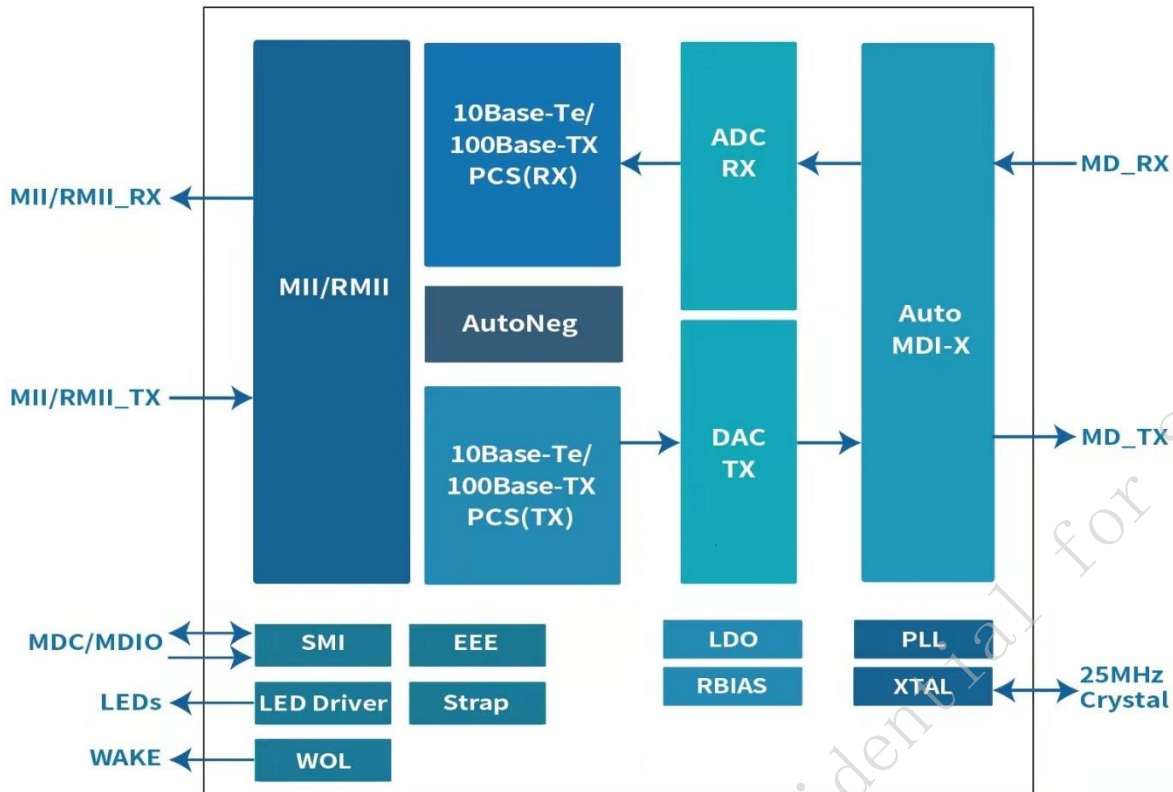 10Base-Te/
100Base-TX
PCS(RX)
ADC
RX
MD_RX
MII/RMII_RX
MII/RMII
AutoNeg
Auto
MDI-X
MII/RMII_TX
10Base-Te/
100Base-TX
PCS(TX)
DAC
TX
MD_TX
MDC/MDIO
SMI
EEE
LDO
PLL
LEDs
LED Driver
Strap
RBIAS
XTAL
25MHz
Crystal
WAKE
WOL
for